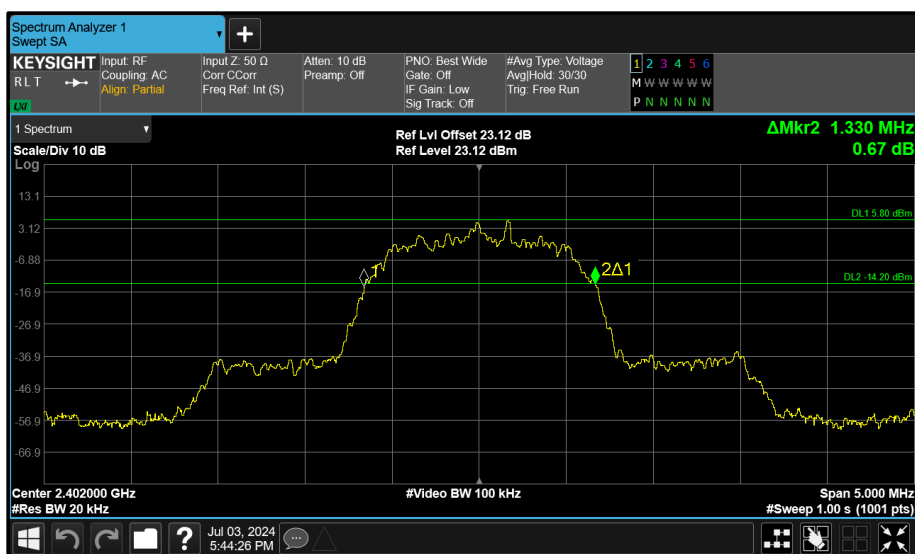 Spectrum Analyzer 1
Swept SA
+
KEYSIGHT
RLT
LXI
Input: RF
Coupling: AC
Align: Partial
Input Z: 50 Ω
Corr CCorr
Freq Ref: Int (S)
Atten: 10 dB
Preamp: Off
PNO: Best Wide
Gate: Off
IF Gain: Low
Sig Track: Off
#Avg Type: Voltage
Avg|Hold: 30/30
Trig: Free Run
1 2 3 4 5 6
M W W W W W
P N N N N N
1 Spectrum
Scale/Div 10 dB
Ref Lvl Offset 23.12 dB
Ref Level 23.12 dBm
ΔMkr2 1.330 MHz
0.67 dB
Log
13.1
DL1 5.80 dBm
3.12
-6.88
1
2Δ1
DL2 -14.20 dBm
-16.9
-26.9
-36.9
-46.9
-56.9
-66.9
Center 2.402000 GHz
#Video BW 100 kHz
Span 5.000 MHz
#Res BW 20 kHz
#Sweep 1.00 s (1001 pts)
?
Jul 03, 2024
5:44:26 PM